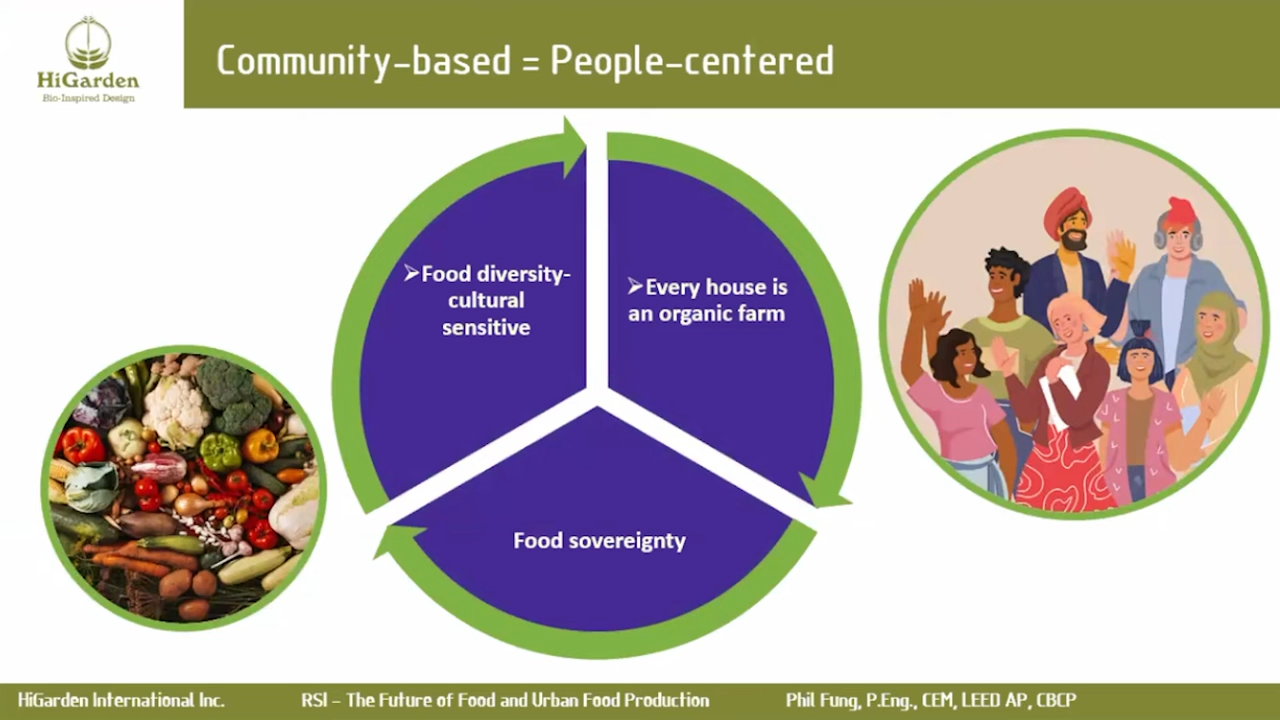 HiGarden
Bio-Inspired Design
Community-based = People-centered
➢Food diversity-
cultural
sensitive
➢Every house is
an organic farm
Food sovereignty
HiGarden International Inc.
RSI - The Future of Food and Urban Food Production
Phil Fung, P.Eng., CEM, LEED AP, CBCP